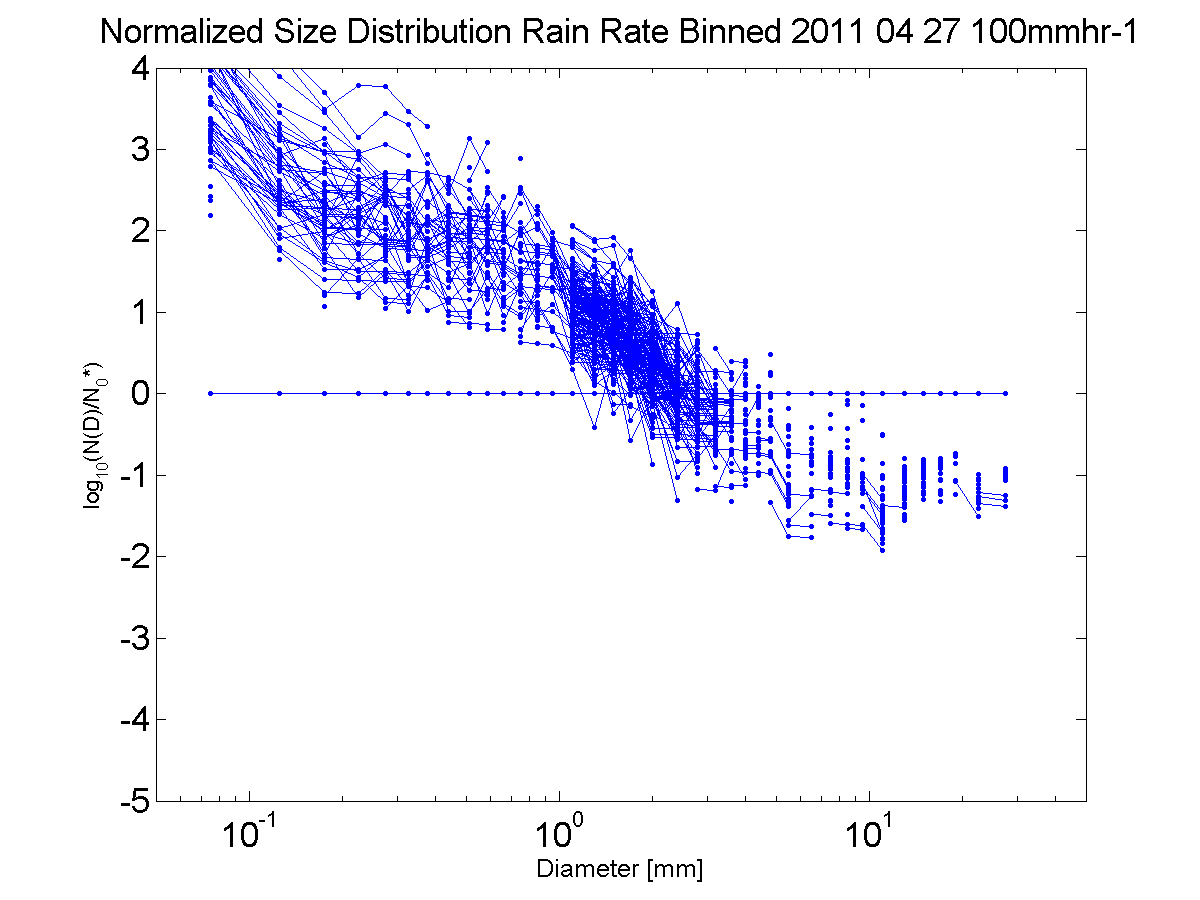 Normalized Size Distribution Rain Rate Binned 2011 04 27 100mmhr-1
4
3
2
1
0
-1
-2
-3
-4
-5
log₁₀(N(D)/N₀*)
10⁻¹ 10⁰ 10¹
Diameter [mm]